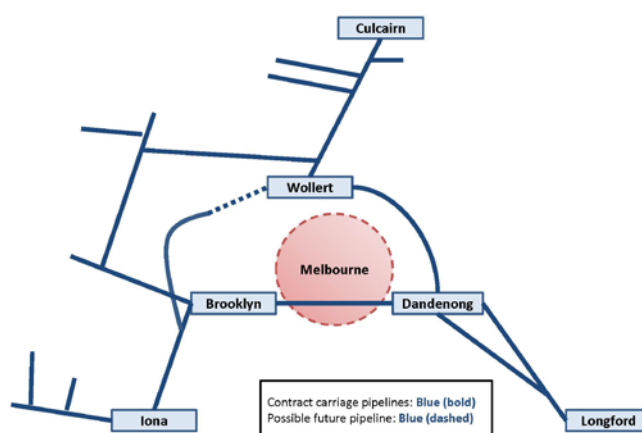 Culcairn
Wollert
Melbourne
Brooklyn
Dandenong
Contract carriage pipelines: Blue (bold)
Possible future pipeline: Blue (dashed)
Iona
Longford